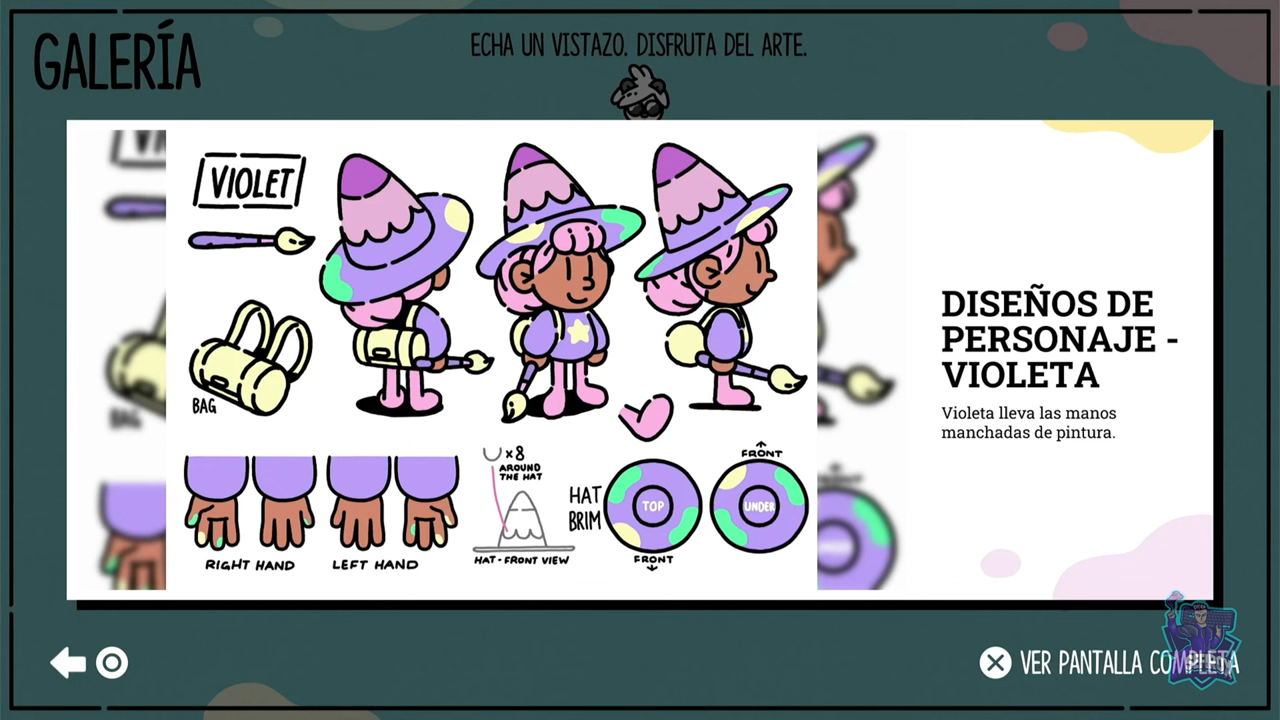 GALERÍA
ECHA UN VISTAZO. DISFRUTA DEL ARTE.
VIOLET
BAG
RIGHT HAND
LEFT HAND
x8
AROUND
THE HAT
HAT - FRONT VIEW
HAT
BRIM
TOP
FRONT
FRONT
UNDER
DISEÑOS DE
PERSONAJE -
VIOLETA
Violeta lleva las manos
manchadas de pintura.
VER PANTALLA COMPLETA